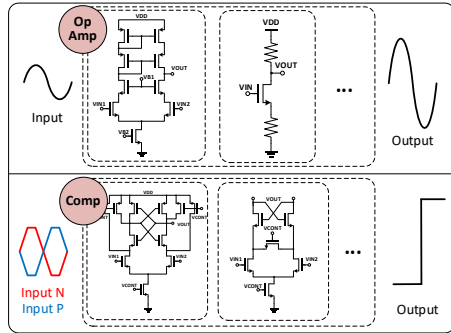 Op
Amp
VDD
VOUT
VB1
VIN1
VIN2
VB2
VDD
VOUT
VIN
...
Input
Output
Comp
VDD
VCONT
VOUT
VIN1
VIN2
VCONT
VOUT
VCONT
VIN1
VIN2
VCONT
...
Input N
Input P
Output